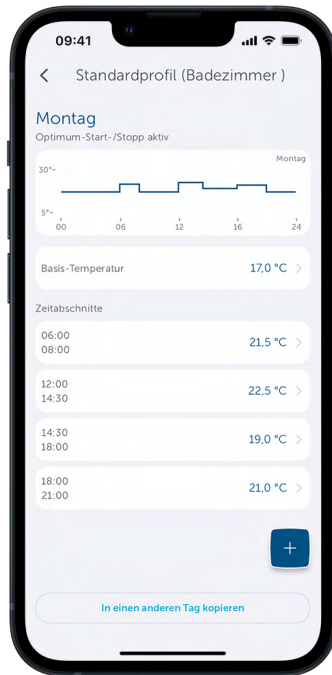 09:41
Standardprofil (Badezimmer )
Montag
Optimum-Start-/Stopp aktiv
Montag
30°-
5°-
00 06 12 16 24
Basis-Temperatur 17,0 °C
Zeitabschnitte
06:00
08:00
21,5 °C
12:00
14:30
22,5 °C
14:30
18:00
19,0 °C
18:00
21:00
21,0 °C
In einen anderen Tag kopieren